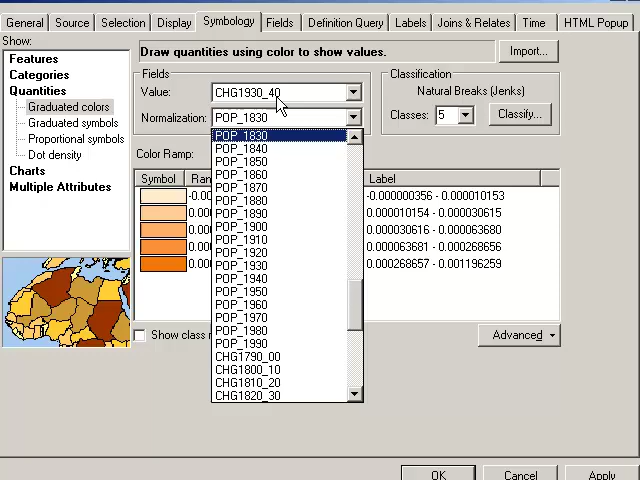 General Source Selection Display Symbology Fields Definition Query Labels Joins & Relates Time HTML Popup
Show:
Features
Categories
Quantities
Graduated colors
Graduated symbols
Proportional symbols
Dot density
Charts
Multiple Attributes
Draw quantities using color to show values.
Import...
Fields
Value: CHG1930_40
Normalization: POP_1830
Classification
Natural Breaks (Jenks)
Classes: 5 Classify...
Color Ramp:
POP_1830
POP_1840
POP_1850
POP_1860
POP_1870
POP_1880
POP_1890
POP_1900
POP_1910
POP_1920
POP_1930
POP_1940
POP_1950
POP_1960
POP_1970
POP_1980
POP_1990
CHG1790_00
CHG1800_10
CHG1810_20
CHG1820_30
Symbol Label
-0.000000356 - 0.000010153
0.000010154 - 0.000030615
0.000030616 - 0.000063680
0.000063681 - 0.000268656
0.000268657 - 0.001196259
Show class
Advanced
OK Cancel Apply